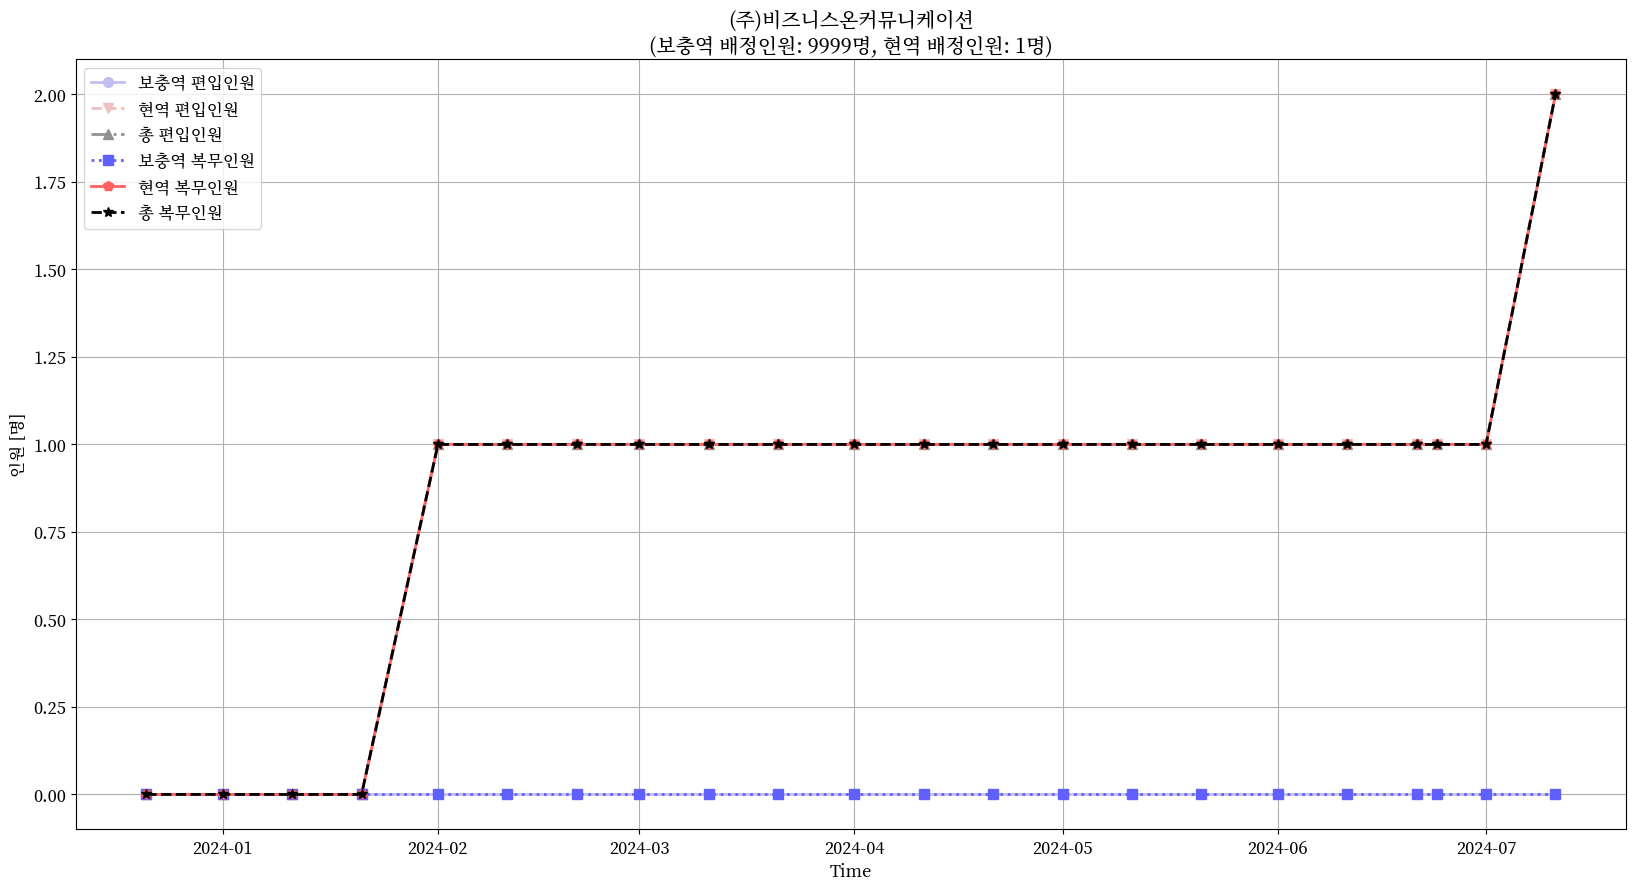 (주)비즈니스온커뮤니케이션
(보충역 배정인원: 9999명, 현역 배정인원: 1명)
보충역 편입인원
현역 편입인원
총 편입인원
보충역 복무인원
현역 복무인원
총 복무인원
2.00
1.75
1.50
1.25
1.00
0.75
0.50
0.25
0.00
인원 [명]
2024-01 2024-02 2024-03 2024-04 2024-05 2024-06 2024-07
Time